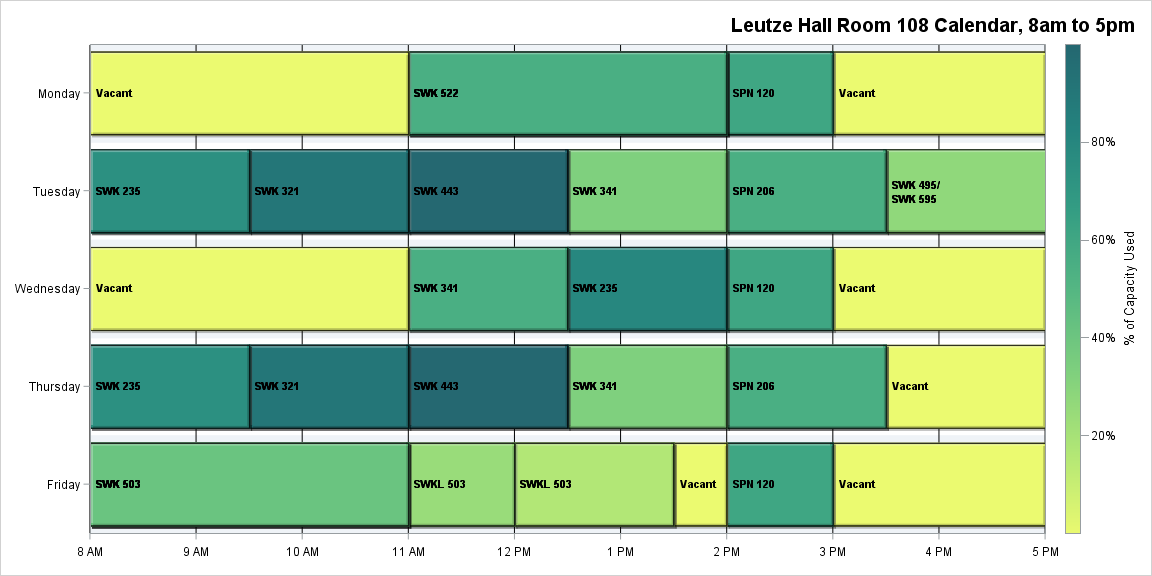 Leutze Hall Room 108 Calendar, 8am to 5pm
Monday
Vacant
SWK 522
SPN 120
Vacant
Tuesday
SWK 235
SWK 321
SWK 443
SWK 341
SPN 206
SWK 495/
SWK 595
Wednesday
Vacant
SWK 341
SWK 235
SPN 120
Vacant
Thursday
SWK 235
SWK 321
SWK 443
SWK 341
SPN 206
Vacant
Friday
SWK 503
SWKL 503
SWKL 503
Vacant
SPN 120
Vacant
8 AM
9 AM
10 AM
11 AM
12 PM
1 PM
2 PM
3 PM
4 PM
5 PM
80%
60%
40%
20%
% of Capacity Used